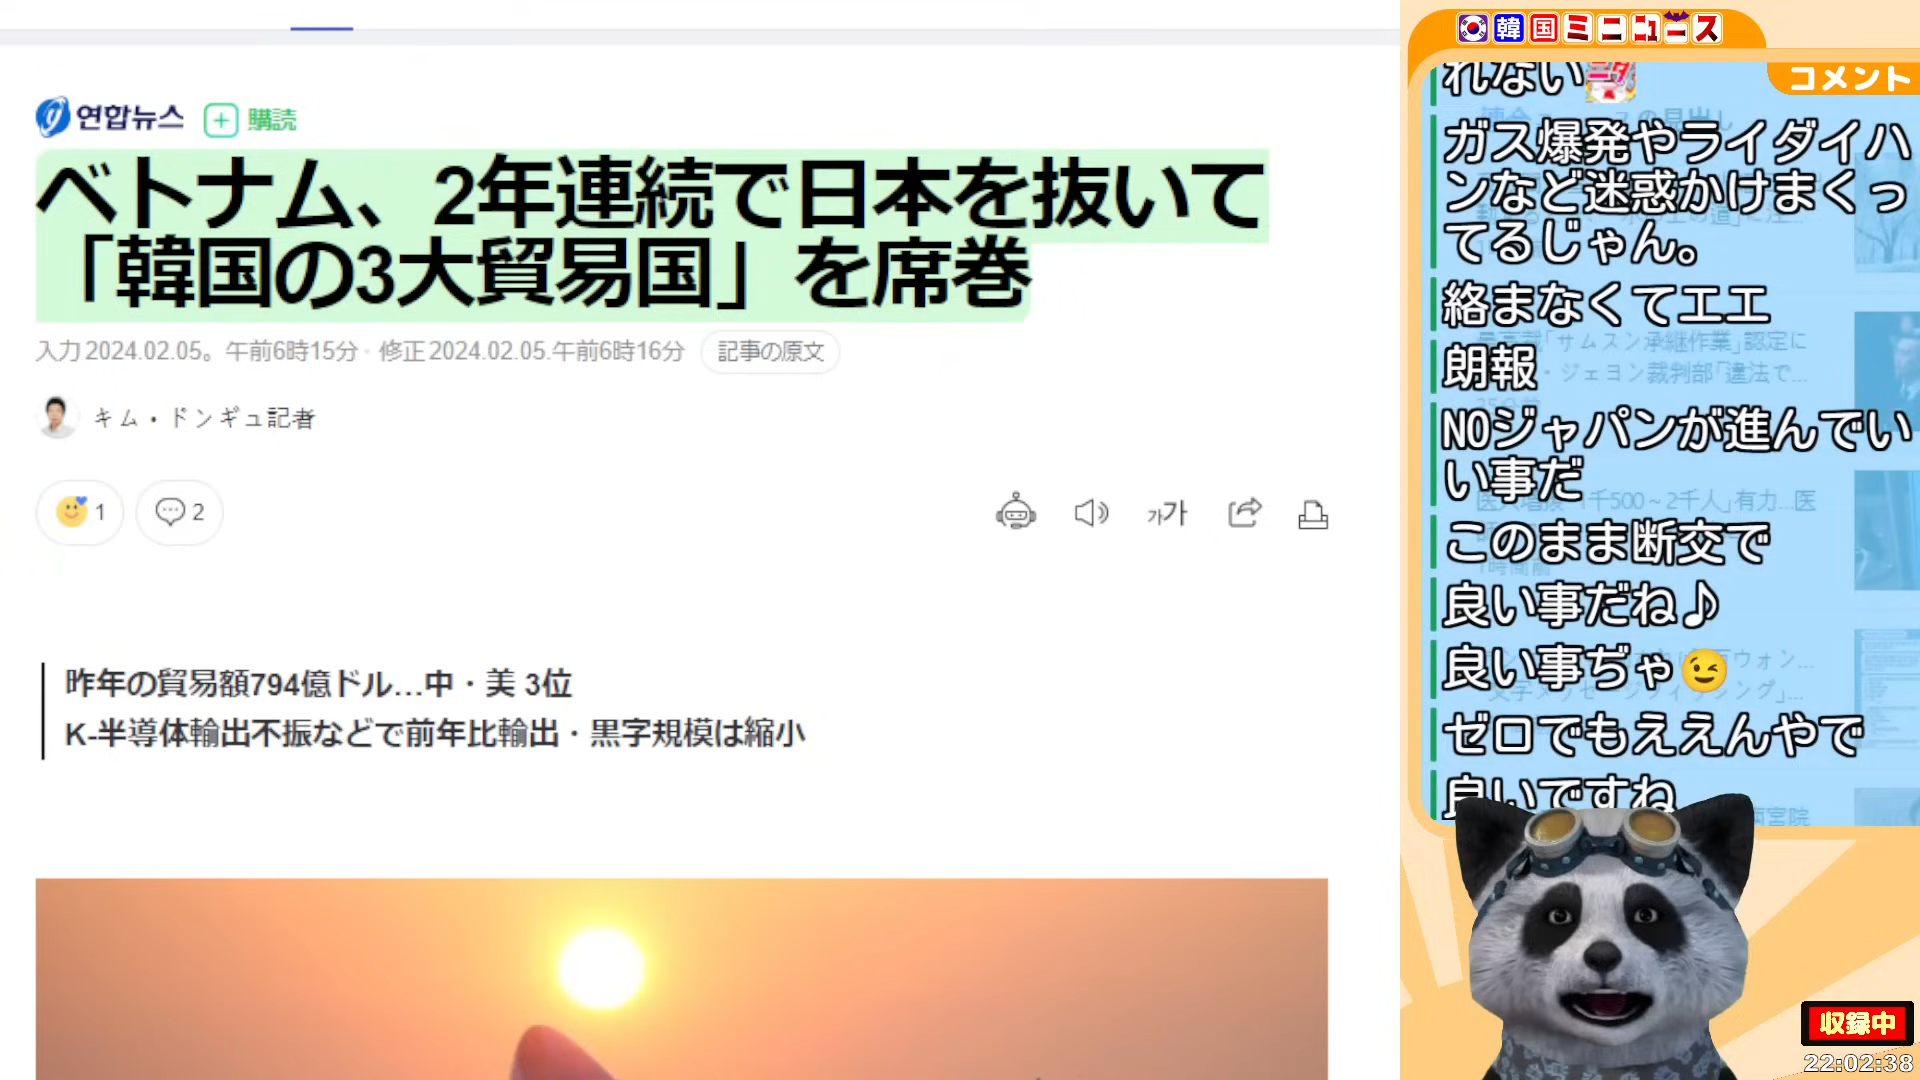 연합뉴스 購読
ベトナム、2年連続で日本を抜いて
「韓国の3大貿易国」を席巻
入力 2024.02.05。午前6時15分 · 修正 2024.02.05.午前6時16分 記事の原文
キム・ドンギュ記者
1 2
가가
昨年の貿易額794億ドル…中・美 3位
K-半導体輸出不振などで前年比輸出・黒字規模は縮小
韓国ミニニュース
コメント
れない
ガス爆発やライダイハ
ンなど迷惑かけまくっ
てるじゃん。
絡まなくてエエ
朗報
NOジャパンが進んでい
い事だ
このまま断交で
良い事だね♪
良い事ぢゃ😉
ゼロでもええんやで
良いですね
収録中
22:02:38